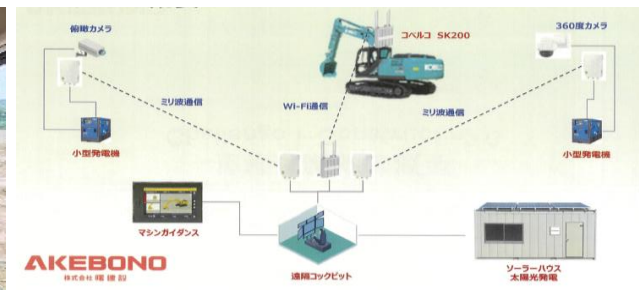 俯瞰カメラ
コベルコ SK200
360度カメラ
ミリ波通信
Wi-Fi通信
ミリ波通信
小型発電機
小型発電機
マシンガイダンス
遠隔コックピット
ソーラーハウス
太陽光発電
AKEBONO
株式会社 曙建設